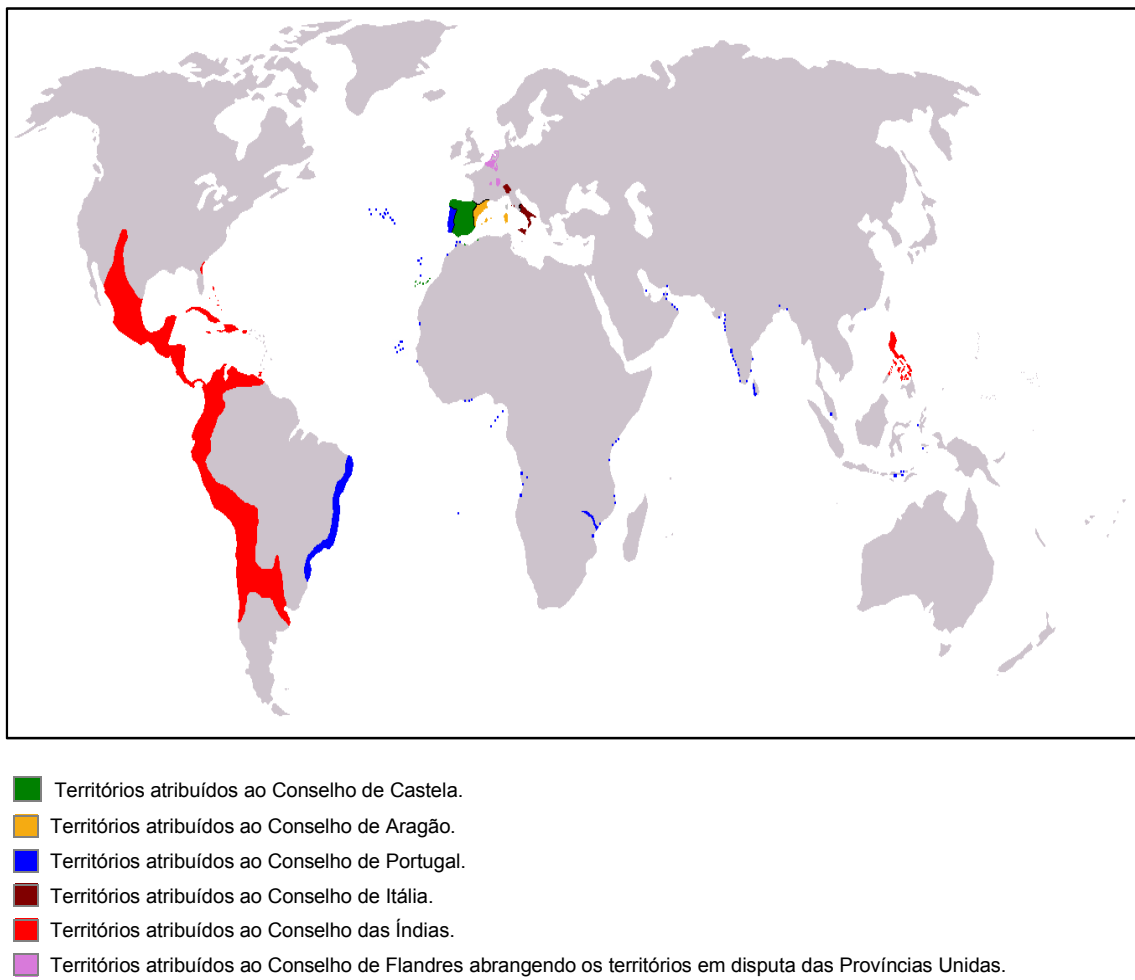 Territórios atribuídos ao Conselho de Castela.
Territórios atribuídos ao Conselho de Aragão.
Territórios atribuídos ao Conselho de Portugal.
Territórios atribuídos ao Conselho de Itália.
Territórios atribuídos ao Conselho das Índias.
Territórios atribuídos ao Conselho de Flandres abrangendo os territórios em disputa das Províncias Unidas.